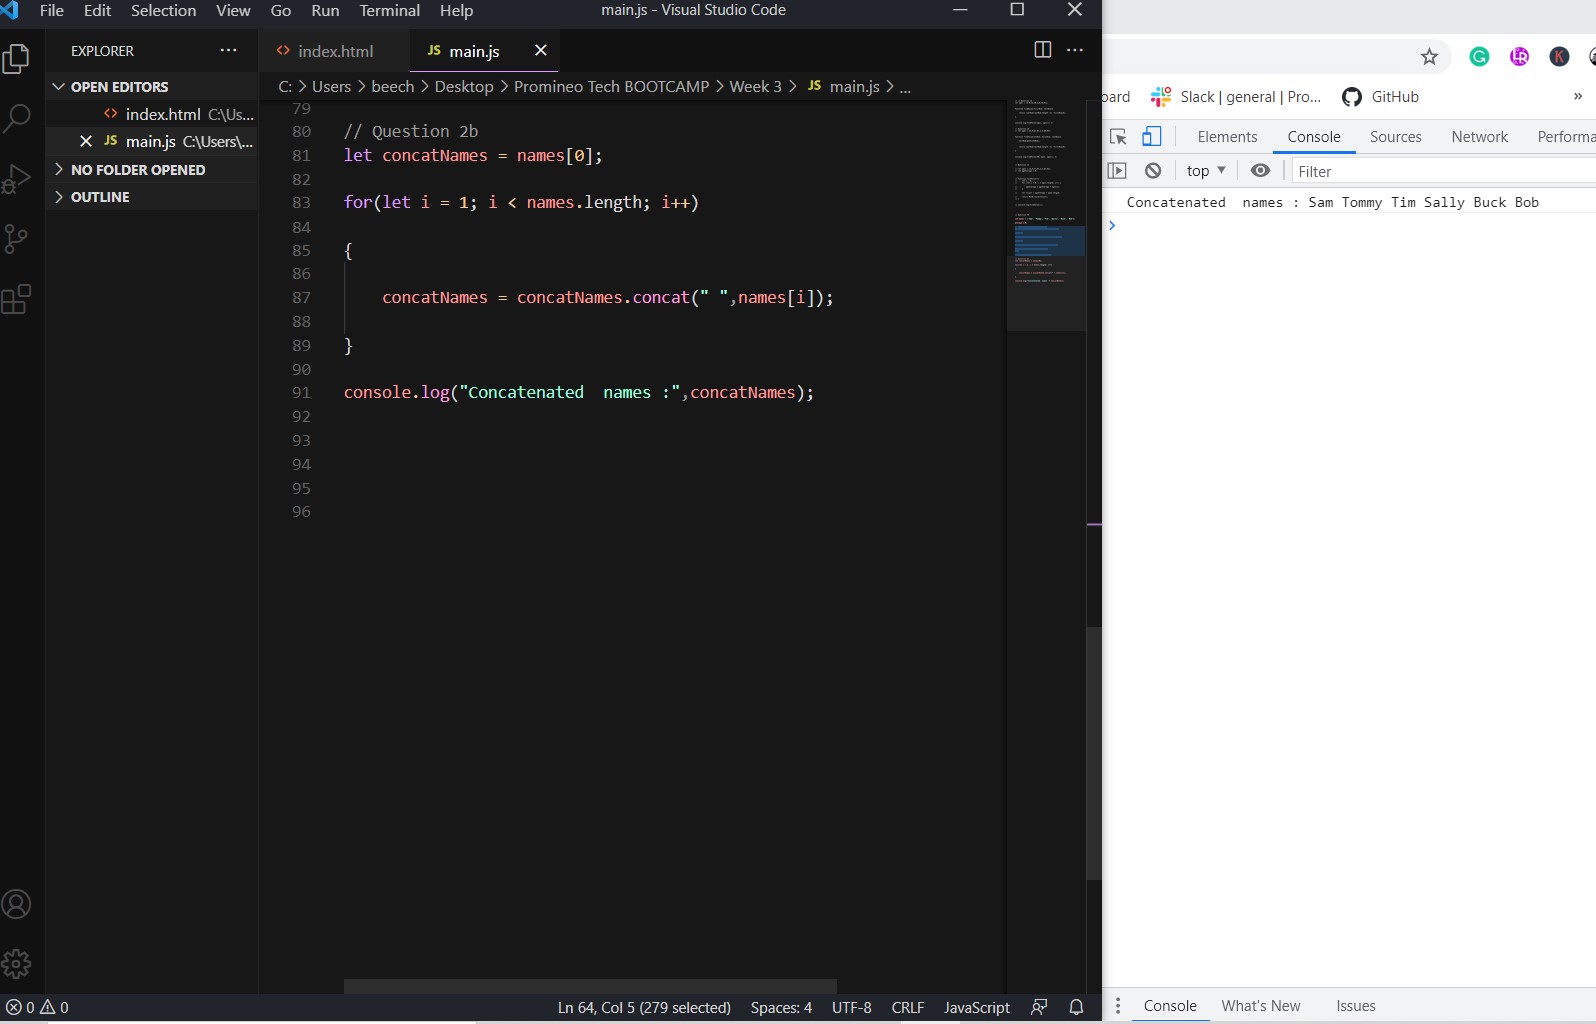 File Edit Selection View Go Run Terminal Help
main.js - Visual Studio Code
EXPLORER
OPEN EDITORS
index.html C:\Us...
JS main.js C:\Users\...
NO FOLDER OPENED
OUTLINE
index.html
JS main.js
C: > Users > beech > Desktop > Promineo Tech BOOTCAMP > Week 3 > JS main.js > ...
79
80 // Question 2b
81 let concatNames = names[0];
82
83 for(let i = 1; i < names.length; i++)
84
85 {
86
87 concatNames = concatNames.concat(" ",names[i]);
88
89 }
90
91 console.log("Concatenated  names :",concatNames);
92
93
94
95
96
0 0
Ln 64, Col 5 (279 selected) Spaces: 4 UTF-8 CRLF JavaScript
G K
oard Slack | general | Pro... GitHub »
Elements Console Sources Network Performa
top Filter
Concatenated  names : Sam Tommy Tim Sally Buck Bob
>
Console What's New Issues